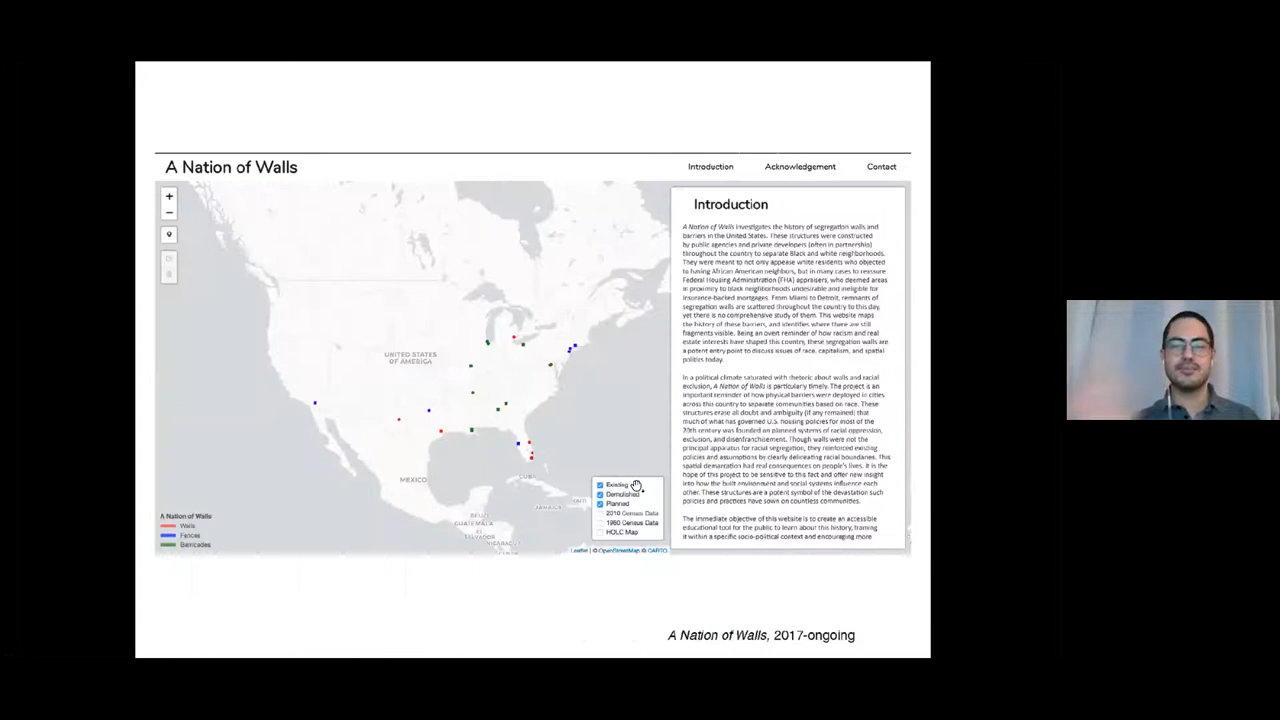 A Nation of Walls
Introduction
Acknowledgement
Contact
+
−
UNITED STATES
OF AMERICA
MEXICO
CUBA
HAITI
JAMAICA
BELIZE
GUATEMALA
EL
SALVADOR
NICARAGUA
A Nation of Walls
Walls
Fences
Barricades
Existing
Demolished
Planned
2010 Census Data
1960 Census Data
HOLC Map
Leaflet | © OpenStreetMap © CARTO
Introduction
A Nation of Walls investigates the history of segregation walls and
barriers in the United States. These structures were constructed
by public agencies and private developers (often in partnership)
throughout the country to separate Black and white neighborhoods.
They were meant to not only appease white residents who objected
to having African American neighbors, but in many cases to reassure
Federal Housing Administration (FHA) appraisers, who deemed areas
in proximity to black neighborhoods undesirable and ineligible for
insurance-backed mortgages. From Miami to Detroit, remnants of
segregation walls are scattered throughout the country to this day,
yet there is no comprehensive study of them. This website maps
the history of these barriers, and identifies where there are still
fragments visible. Being an overt reminder of how racism and real
estate interests have shaped this country, these segregation walls are
a potent entry point to discuss issues of race, capitalism, and spatial
politics today.
In a political climate saturated with rhetoric about walls and racial
exclusion, A Nation of Walls is particularly timely. The project is an
important reminder of how physical barriers were deployed in cities
across this country to separate communities based on race. These
structures erase all doubt and ambiguity (if any remained) that
much of what has governed U.S. housing policies for most of the
20th century was founded on planned systems of racial oppression,
exclusion, and disenfranchisement. Though walls were not the
principal apparatus for racial segregation, they reinforced existing
policies and assumptions by clearly delineating racial boundaries. This
spatial demarcation had real consequences on people's lives. It is the
hope of this project to be sensitive to this fact and offer new insight
into how the built environment and social systems influence each
other. These structures are a potent symbol of the devastation such
policies and practices have sown on countless communities.
The immediate objective of this website is to create an accessible
educational tool for the public to learn about this history, framing
it within a specific socio-political context and encouraging more
A Nation of Walls, 2017-ongoing